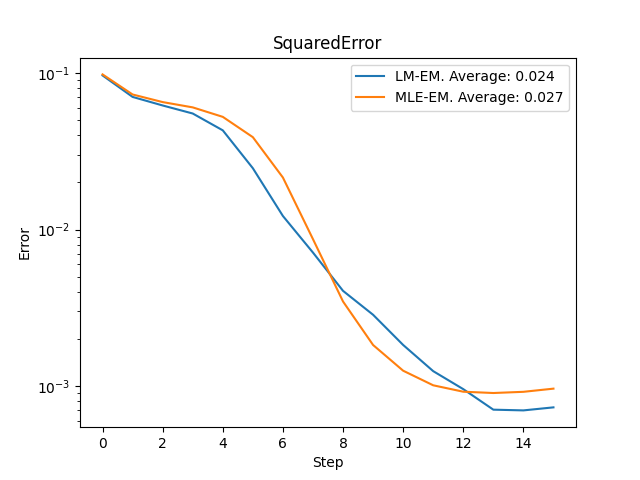 SquaredError
LM-EM. Average: 0.024
MLE-EM. Average: 0.027
10⁻¹
10⁻²
10⁻³
Error
0 2 4 6 8 10 12 14
Step